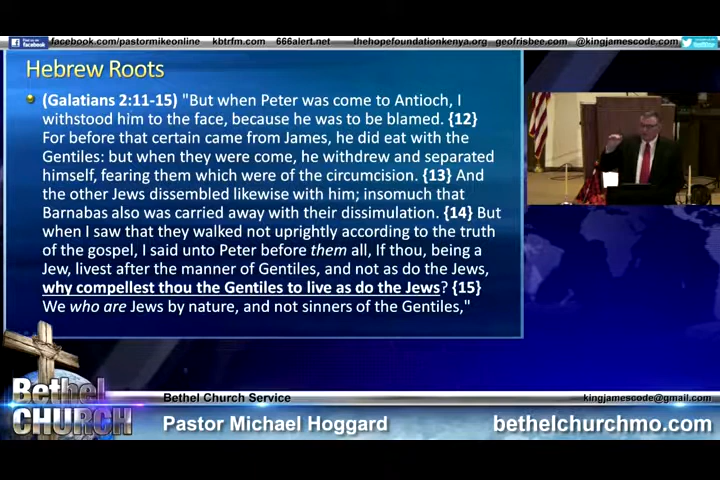 Find us on facebook facebook.com/pastormikeonline kbtrfm.com 666alert.net thehopefoundationkenya.org geofrisbee.com @kingjamescode.com twitter
Hebrew Roots
(Galatians 2:11-15) "But when Peter was come to Antioch, I
withstood him to the face, because he was to be blamed. {12}
For before that certain came from James, he did eat with the
Gentiles: but when they were come, he withdrew and separated
himself, fearing them which were of the circumcision. {13} And
the other Jews dissembled likewise with him; insomuch that
Barnabas also was carried away with their dissimulation. {14} But
when I saw that they walked not uprightly according to the truth
of the gospel, I said unto Peter before them all, If thou, being a
Jew, livest after the manner of Gentiles, and not as do the Jews,
why compellest thou the Gentiles to live as do the Jews? {15}
We who are Jews by nature, and not sinners of the Gentiles,"
Bethel
CHURCH
Bethel Church Service kingjamescode@gmail.com
Pastor Michael Hoggard bethelchurchmo.com